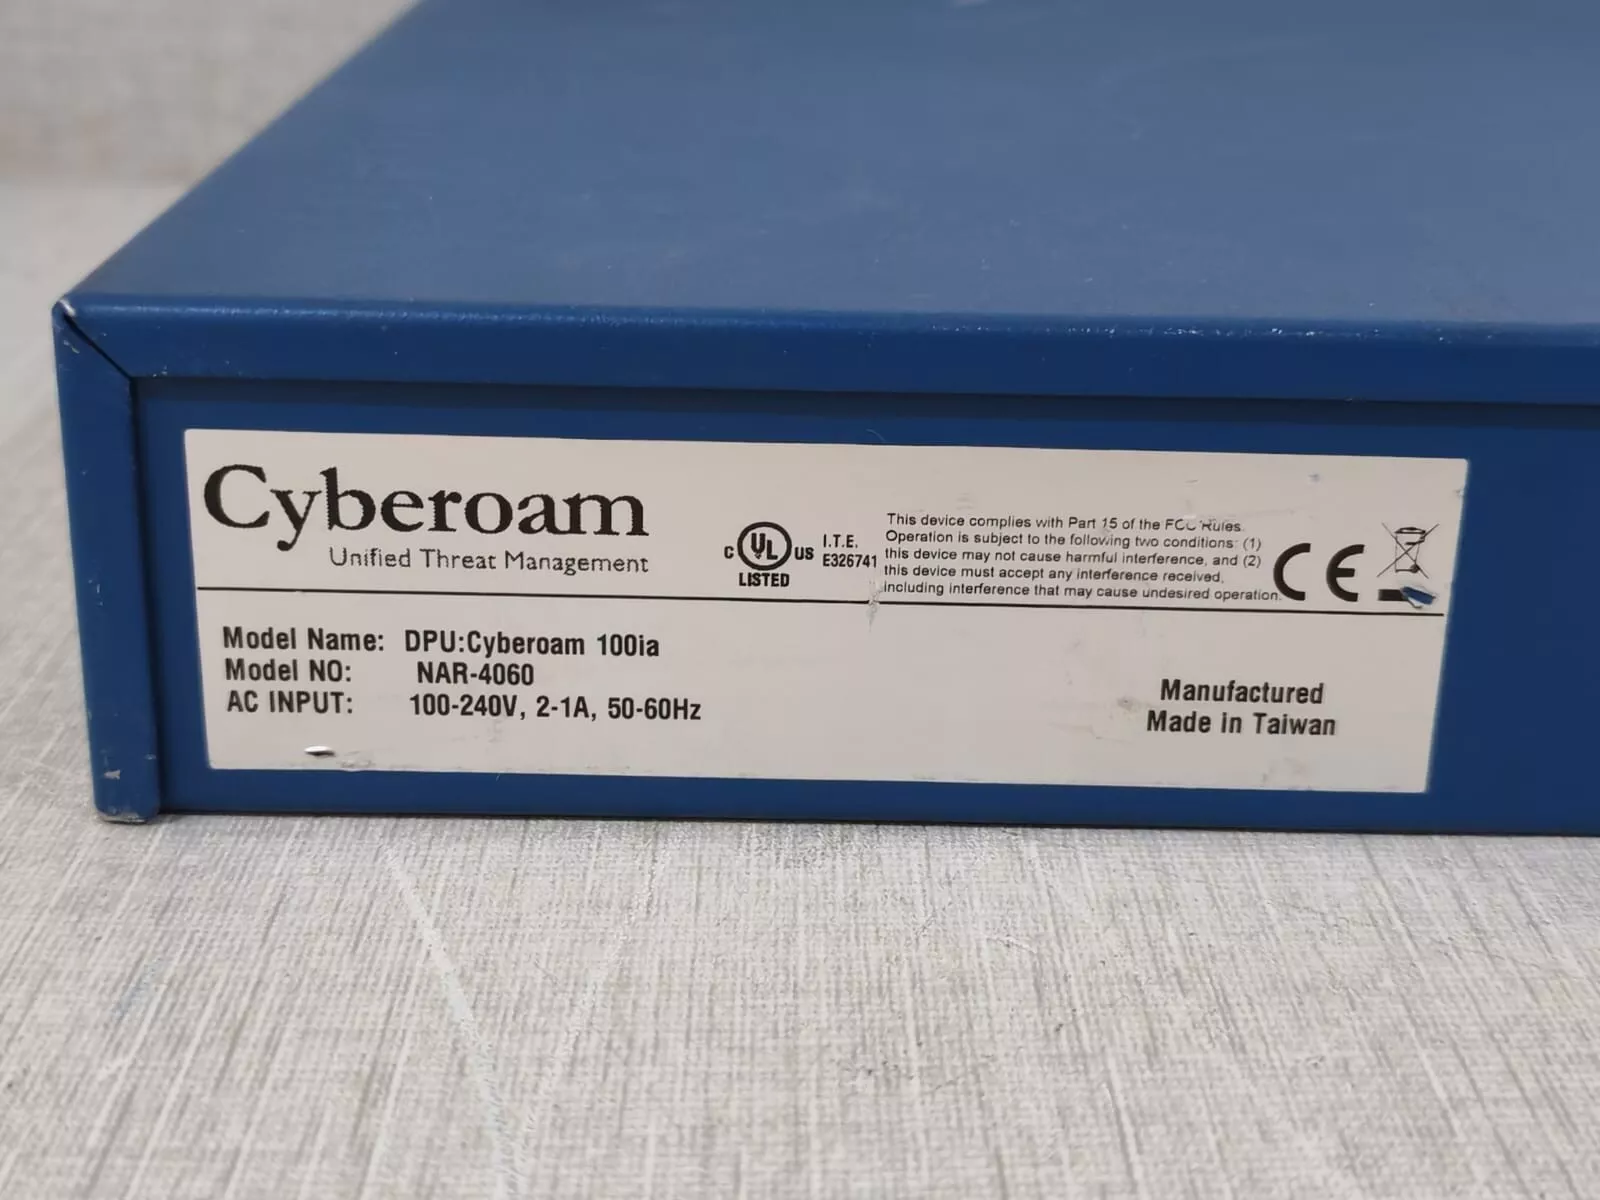 Cyberoam
Unified Threat Management
C UL US
LISTED
I.T.E.
E326741
This device complies with Part 15 of the FCC Rules.
Operation is subject to the following two conditions: (1)
this device may not cause harmful interference, and (2)
this device must accept any interference received,
including interference that may cause undesired operation.
CE
Model Name: DPU:Cyberoam 100ia
Model NO: NAR-4060
AC INPUT: 100-240V, 2-1A, 50-60Hz
Manufactured
Made in Taiwan